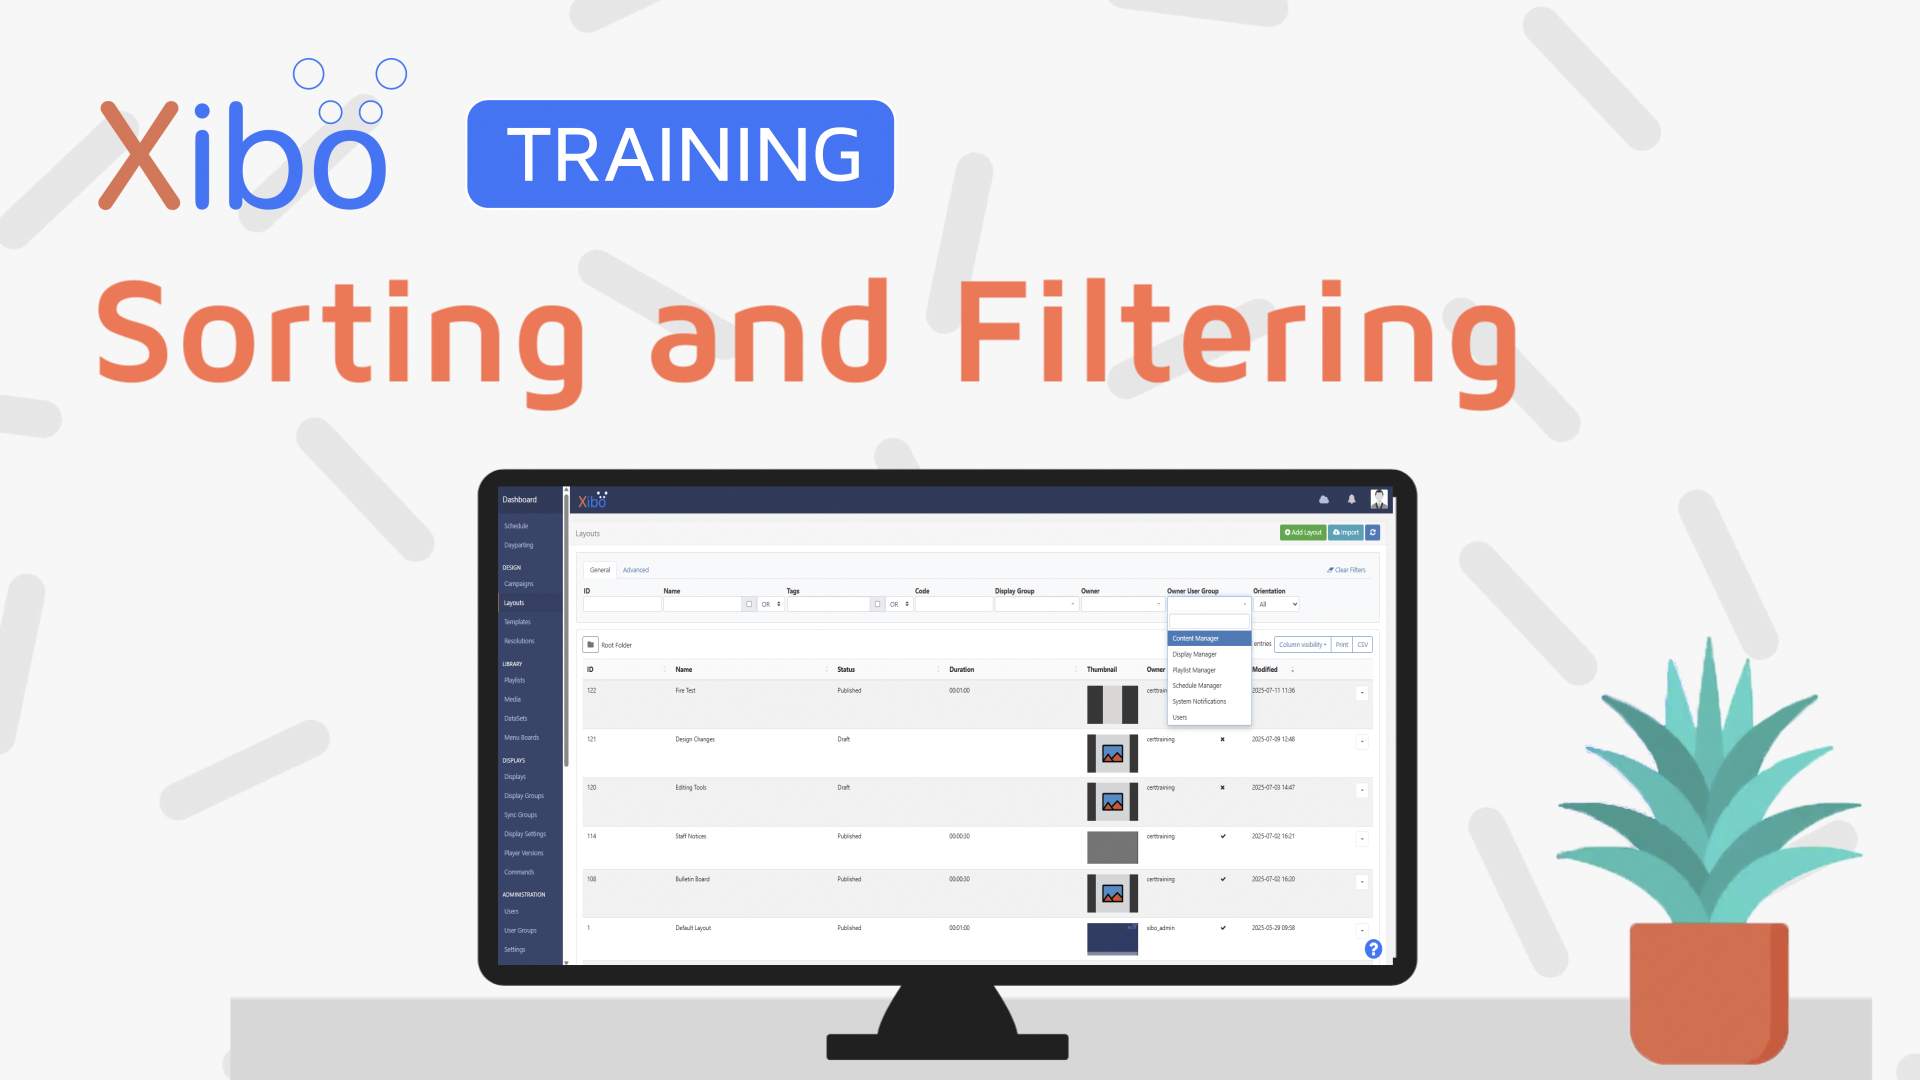 Xibo
TRAINING
Sorting and Filtering
Dashboard
Xibo
Schedule
Dayparting
DESIGN
Campaigns
Layouts
Templates
Resolutions
LIBRARY
Playlists
Media
DataSets
Menu Boards
DISPLAYS
Displays
Display Groups
Sync Groups
Display Settings
Player Versions
Commands
ADMINISTRATION
Users
User Groups
Settings
Layouts
Add Layout Import
General Advanced Clear Filters
ID Name Tags Code Display Group Owner Owner User Group Orientation
OR OR All
Content Manager
Display Manager
Playlist Manager
Schedule Manager
System Notifications
Users
Root Folder entries Column visibility Print CSV
ID Name Status Duration Thumbnail Owner Modified
122 Fire Test Published 00:01:00 certtrain 2025-07-11 11:36
121 Design Changes Draft certtraining 2025-07-09 12:48
120 Editing Tools Draft certtraining 2025-07-03 14:47
114 Staff Notices Published 00:00:30 certtraining 2025-07-02 16:21
108 Bulletin Board Published 00:00:30 certtraining 2025-07-02 16:20
1 Default Layout Published 00:01:00 xibo_admin 2025-05-29 09:58
?